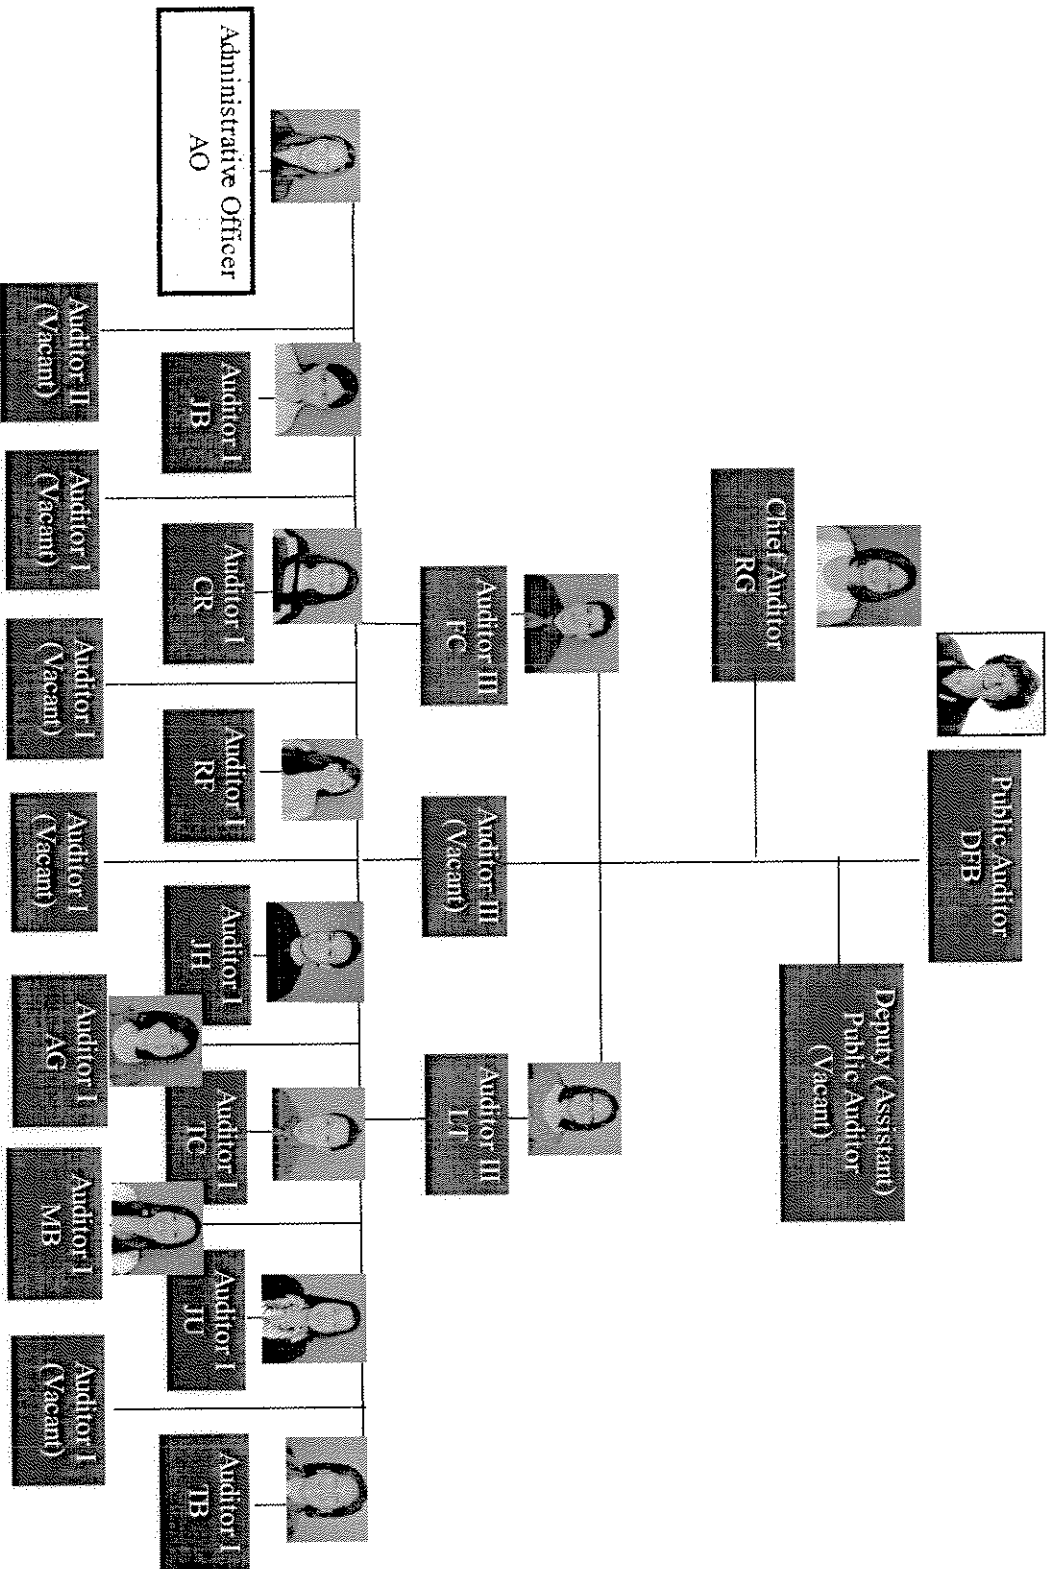 Public Auditor
DFB
Deputy (Assistant)
Public Auditor
(Vacant)
Chief Auditor
RG
Auditor III
FC
Auditor III
(Vacant)
Auditor III
LT
Administrative Officer
AO
Auditor I
JB
Auditor I
CR
Auditor I
RF
Auditor I
JH
Auditor I
TC
Auditor I
JU
Auditor I
TB
Auditor II
(Vacant)
Auditor I
(Vacant)
Auditor I
(Vacant)
Auditor I
(Vacant)
Auditor I
AG
Auditor I
MB
Auditor I
(Vacant)